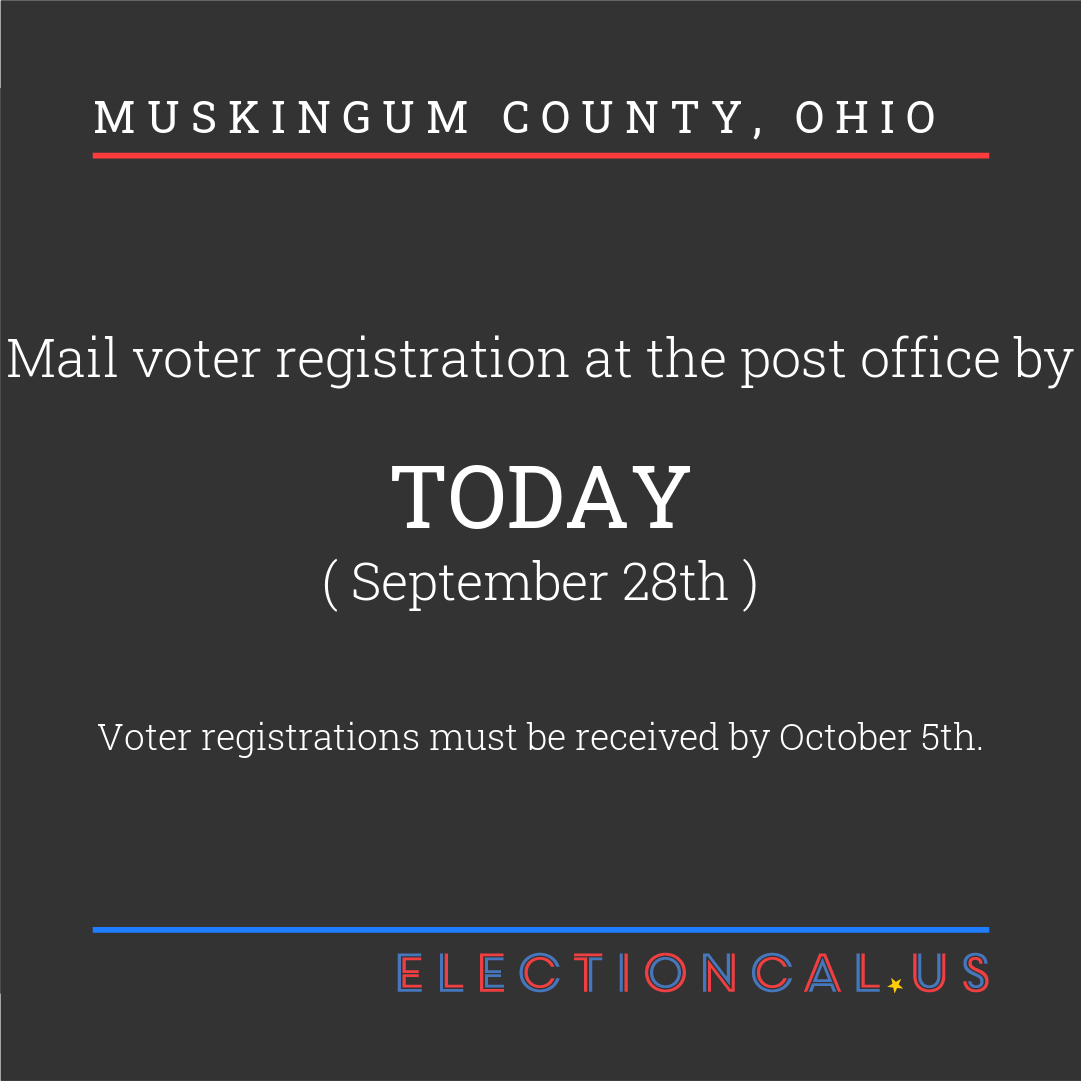 MUSKINGUM COUNTY, OHIO
Mail voter registration at the post office by
TODAY
( September 28th )
Voter registrations must be received by October 5th.
ELECTIONCAL.US